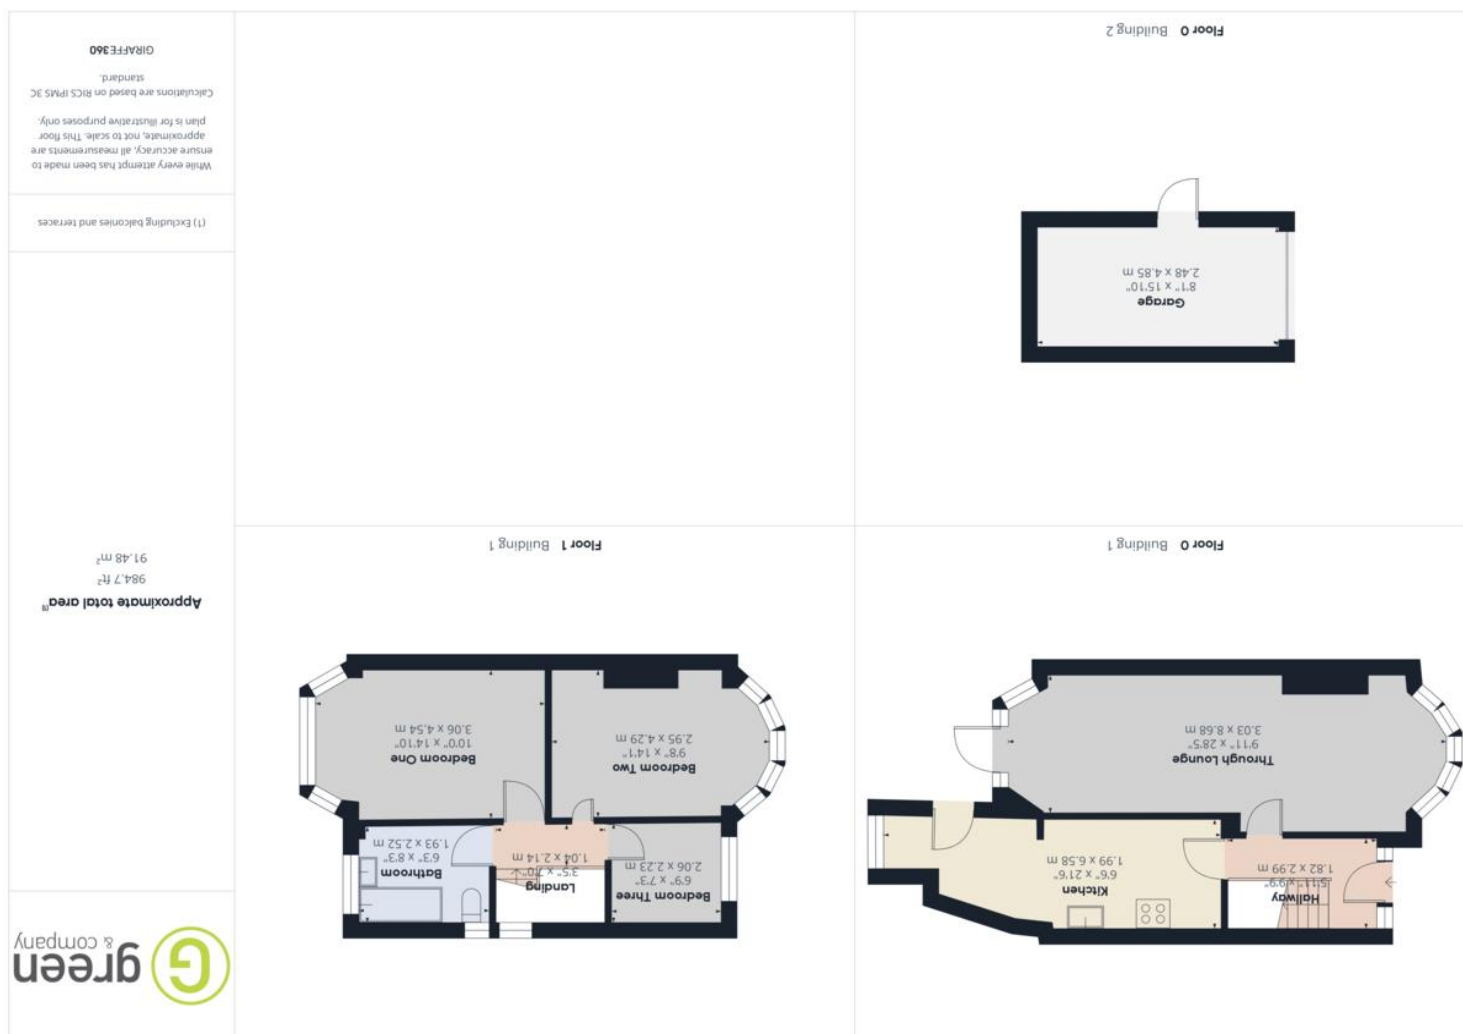 Hallway
5'11" x 9'9"
1.82 x 2.99 m
Kitchen
6'6" x 21'6"
1.99 x 6.58 m
Through Lounge
9'11" x 28'5"
3.03 x 8.68 m
Floor 0 Building 1
Bedroom Three
6'9" x 7'3"
2.06 x 2.23 m
Landing
3'5" x 7'0"
1.04 x 2.14 m
Bathroom
6'3" x 8'3"
1.93 x 2.52 m
Bedroom Two
9'8" x 14'1"
2.95 x 4.29 m
Bedroom One
10'0" x 14'10"
3.06 x 4.54 m
Floor 1 Building 1
Garage
8'1" x 15'10"
2.48 x 4.85 m
Floor 0 Building 2
G green
& company
Approximate total area(1)
984.7 ft²
91.48 m²
(1) Excluding balconies and terraces
While every attempt has been made to
ensure accuracy, all measurements are
approximate, not to scale. This floor
plan is for illustrative purposes only.
Calculations are based on RICS IPMS 3C
standard.
GIRAFFE360